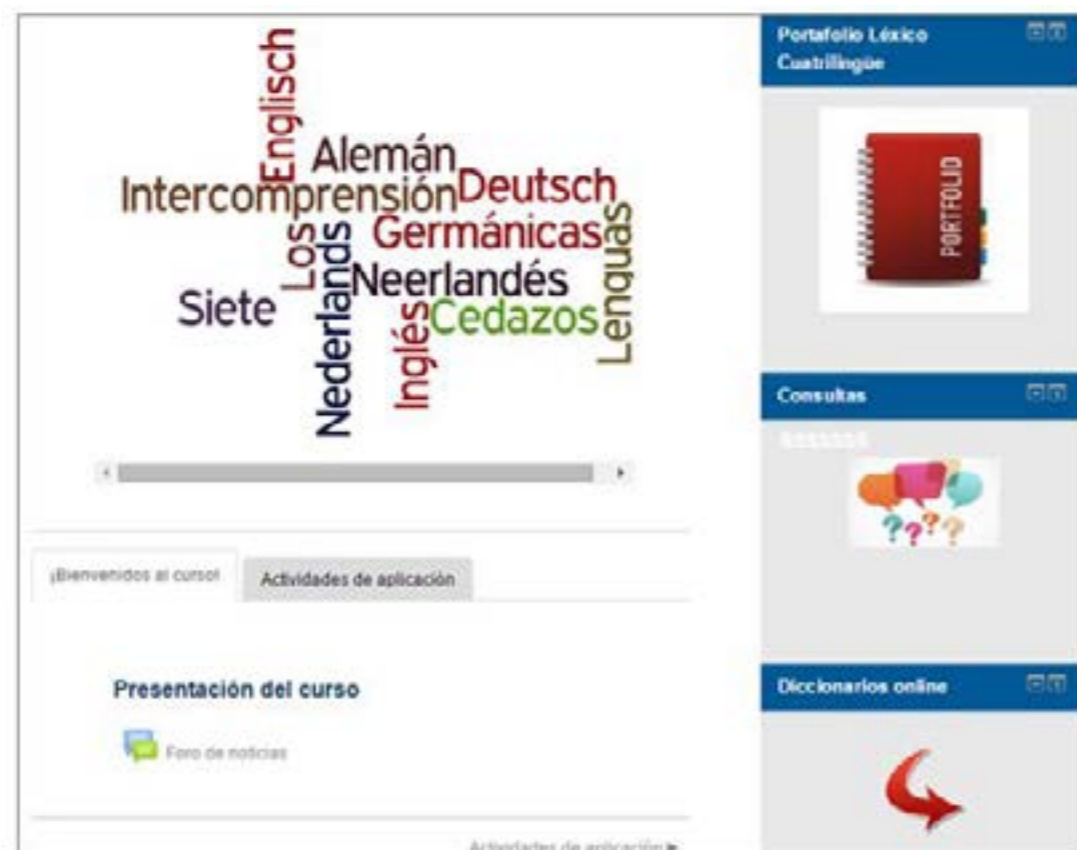 Englisch
Alemán
Intercomprensión
Deutsch
Los
Germánicas
Nederlands
Neerlandés
Lenguas
Siete
Inglés
Cedazos
¡Bienvenidos al curso!
Actividades de aplicación
Presentación del curso
Foro de noticias
Actividades de aplicación ►
Portafolio Léxico
Cuatrilingüe
PORTFOLIO
Consultas
Diccionarios online